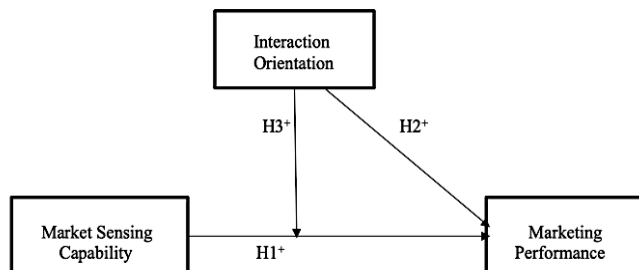 Interaction
Orientation
H3⁺
H2⁺
Market Sensing
Capability
H1⁺
Marketing
Performance